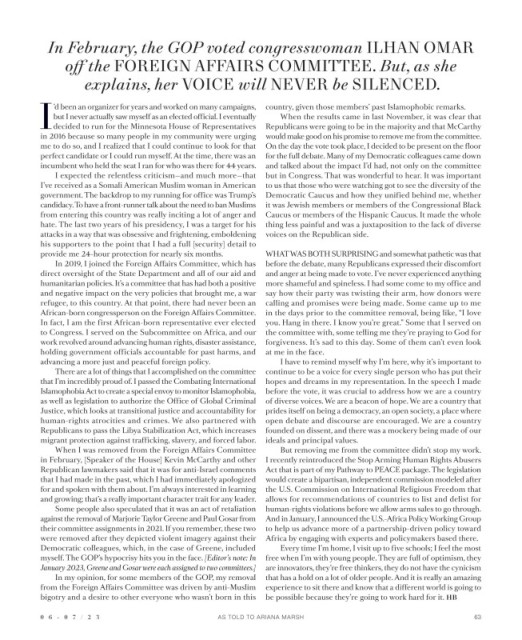 In February, the GOP voted congresswoman ILHAN OMAR
off the FOREIGN AFFAIRS COMMITTEE. But, as she
explains, her VOICE will NEVER be SILENCED.
I'd been an organizer for years and worked on many campaigns,
but I never actually saw myself as an elected official. I eventually
decided to run for the Minnesota House of Representatives
in 2016 because so many people in my community were urging
me to do so, and I realized that I could continue to look for that
perfect candidate or I could run myself. At the time, there was an
incumbent who held the seat I ran for who was there for 44 years.
I expected the relentless criticism—and much more—that
I've received as a Somali American Muslim woman in American
government. The backdrop to my running for office was Trump's
candidacy. To have a front-runner talk about the need to ban Muslims
from entering this country was really inciting a lot of anger and
hate. The last two years of his presidency, I was a target for his
attacks in a way that was obsessive and frightening, emboldening
his supporters to the point that I had a full [security] detail to
provide me 24-hour protection for nearly six months.
In 2019, I joined the Foreign Affairs Committee, which has
direct oversight of the State Department and all of our aid and
humanitarian policies. It's a committee that has had both a positive
and negative impact on the very policies that brought me, a war
refugee, to this country. At that point, there had never been an
African-born congressperson on the Foreign Affairs Committee.
In fact, I am the first African-born representative ever elected
to Congress. I served on the Subcommittee on Africa, and our
work revolved around advancing human rights, disaster assistance,
holding government officials accountable for past harms, and
advancing a more just and peaceful foreign policy.
There are a lot of things that I accomplished on the committee
that I'm incredibly proud of. I passed the Combating International
Islamophobia Act to create a special envoy to monitor Islamophobia,
as well as legislation to authorize the Office of Global Criminal
Justice, which looks at transitional justice and accountability for
human-rights atrocities and crimes. We also partnered with
Republicans to pass the Libya Stabilization Act, which increases
migrant protection against trafficking, slavery, and forced labor.
When I was removed from the Foreign Affairs Committee
in February, [Speaker of the House] Kevin McCarthy and other
Republican lawmakers said that it was for anti-Israel comments
that I had made in the past, which I had immediately apologized
for and spoken with them about. I'm always interested in learning
and growing; that's a really important character trait for any leader.
Some people also speculated that it was an act of retaliation
against the removal of Marjorie Taylor Greene and Paul Gosar from
their committee assignments in 2021. If you remember, these two
were removed after they depicted violent imagery against their
Democratic colleagues, which, in the case of Greene, included
myself. The GOP's hypocrisy hits you in the face. [Editor's note: In
January 2023, Greene and Gosar were each assigned to two committees.]
In my opinion, for some members of the GOP, my removal
from the Foreign Affairs Committee was driven by anti-Muslim
bigotry and a desire to other everyone who wasn't born in this
country, given those members' past Islamophobic remarks.
When the results came in last November, it was clear that
Republicans were going to be in the majority and that McCarthy
would make good on his promise to remove me from the committee.
On the day the vote took place, I decided to be present on the floor
for the full debate. Many of my Democratic colleagues came down
and talked about the impact I'd had, not only on the committee
but in Congress. That was wonderful to hear. It was important
to us that those who were watching got to see the diversity of the
Democratic Caucus and how they unified behind me, whether
it was Jewish members or members of the Congressional Black
Caucus or members of the Hispanic Caucus. It made the whole
thing less painful and was a juxtaposition to the lack of diverse
voices on the Republican side.
WHAT WAS BOTH SURPRISING and somewhat pathetic was that
before the debate, many Republicans expressed their discomfort
and anger at being made to vote. I've never experienced anything
more shameful and spineless. I had some come to my office and
say how their party was twisting their arm, how donors were
calling and promises were being made. Some came up to me
in the days prior to the committee removal, being like, "I love
you. Hang in there. I know you're great." Some that I served on
the committee with, some telling me they're praying to God for
forgiveness. It's sad to this day. Some of them can't even look
at me in the face.
I have to remind myself why I'm here, why it's important to
continue to be a voice for every single person who has put their
hopes and dreams in my representation. In the speech I made
before the vote, it was crucial to address how we are a country
of diverse voices. We are a beacon of hope. We are a country that
prides itself on being a democracy, an open society, a place where
open debate and discourse are encouraged. We are a country
founded on dissent, and there was a mockery being made of our
ideals and principal values.
But removing me from the committee didn't stop my work.
I recently reintroduced the Stop Arming Human Rights Abusers
Act that is part of my Pathway to PEACE package. The legislation
would create a bipartisan, independent commission modeled after
the U.S. Commission on International Religious Freedom that
allows for recommendations of countries to list and delist for
human-rights violations before we allow arms sales to go through.
And in January, I announced the U.S.-Africa Policy Working Group
to help us advance more of a partnership-driven policy toward
Africa by engaging with experts and policymakers based there.
Every time I'm home, I visit up to five schools; I feel the most
free when I'm with young people. They are full of optimism, they
are innovators, they're free thinkers, they do not have the cynicism
that has a hold on a lot of older people. And it is really an amazing
experience to sit there and know that a different world is going to
be possible because they're going to work hard for it. HB
06.07/23
AS TOLD TO ARIANA MARSH
63